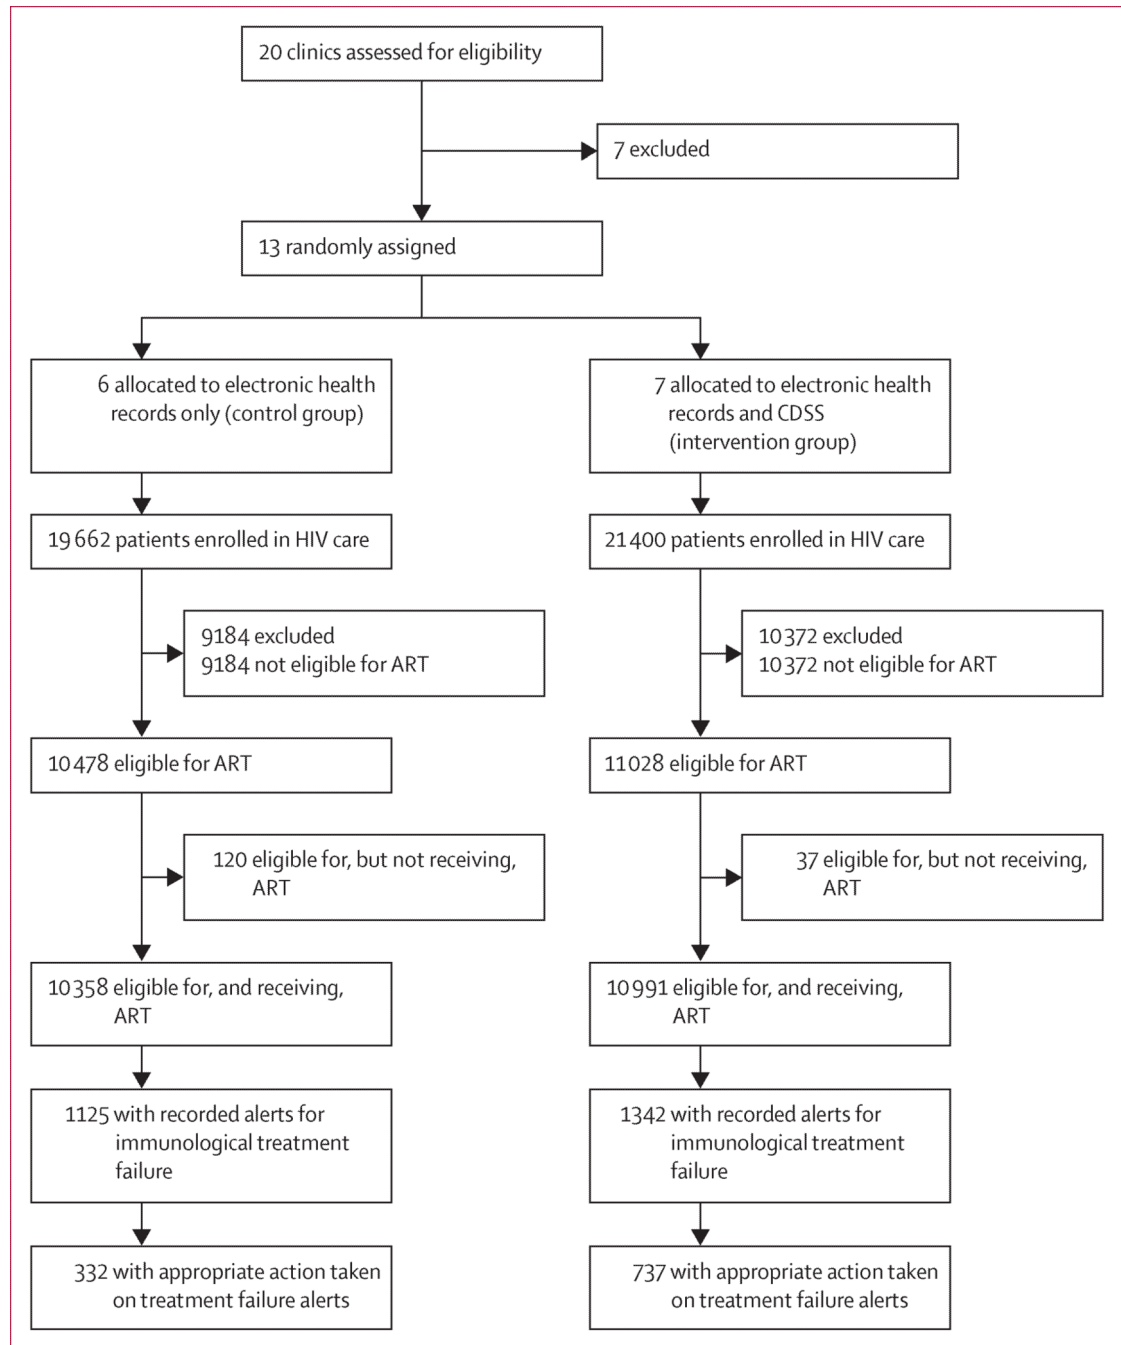 20 clinics assessed for eligibility
7 excluded
13 randomly assigned
6 allocated to electronic health
records only (control group)
7 allocated to electronic health
records and CDSS
(intervention group)
19 662 patients enrolled in HIV care
21 400 patients enrolled in HIV care
9184 excluded
9184 not eligible for ART
10 372 excluded
10 372 not eligible for ART
10 478 eligible for ART
11 028 eligible for ART
120 eligible for, but not receiving,
ART
37 eligible for, but not receiving,
ART
10 358 eligible for, and receiving,
ART
10 991 eligible for, and receiving,
ART
1125 with recorded alerts for
immunological treatment
failure
1342 with recorded alerts for
immunological treatment
failure
332 with appropriate action taken
on treatment failure alerts
737 with appropriate action taken
on treatment failure alerts